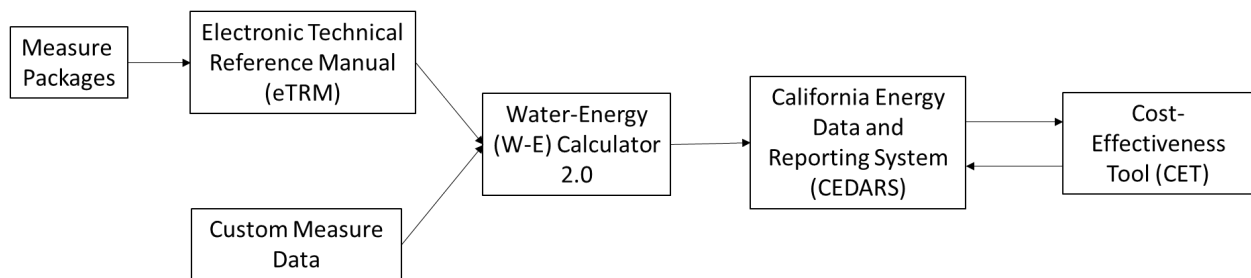 Measure
Packages
Electronic Technical
Reference Manual
(eTRM)
Custom Measure
Data
Water-Energy
(W-E) Calculator
2.0
California Energy
Data and
Reporting System
(CEDARS)
Cost-
Effectiveness
Tool (CET)